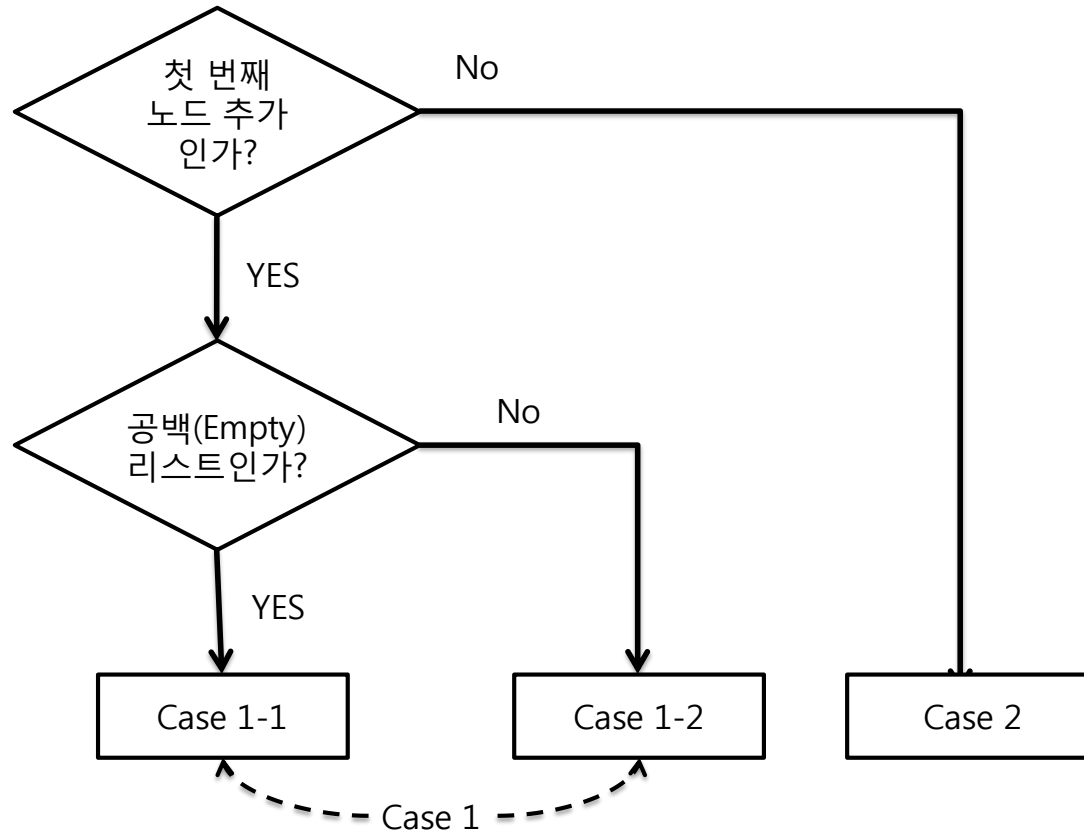 첫 번째
노드 추가
인가?
No
YES
공백(Empty)
리스트인가?
No
YES
Case 1-1
Case 1-2
Case 2
Case 1